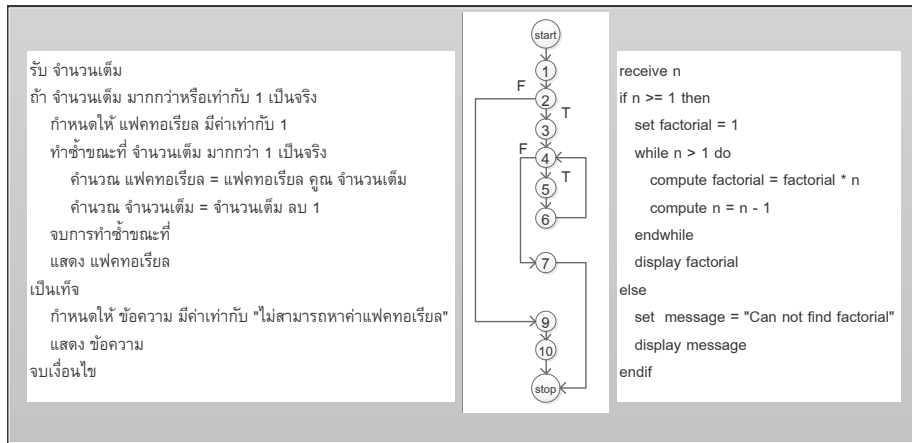 รับ จำนวนเต็ม
ถ้า จำนวนเต็ม มากกว่าหรือเท่ากับ 1 เป็นจริง
กำหนดให้ แฟคทอเรียล มีค่าเท่ากับ 1
ทำซ้ำขณะที่ จำนวนเต็ม มากกว่า 1 เป็นจริง
คำนวณ แฟคทอเรียล = แฟคทอเรียล คูณ จำนวนเต็ม
คำนวณ จำนวนเต็ม = จำนวนเต็ม ลบ 1
จบการทำซ้ำขณะที่
แสดง แฟคทอเรียล
เป็นเท็จ
กำหนดให้ ข้อความ มีค่าเท่ากับ "ไม่สามารถหาค่าแฟคทอเรียล"
แสดง ข้อความ
จบเงื่อนไข
start
1
F
2
T
3
F
4
T
5
6
7
9
10
stop
receive n
if n >= 1 then
set factorial = 1
while n > 1 do
compute factorial = factorial * n
compute n = n - 1
endwhile
display factorial
else
set message = "Can not find factorial"
display message
endif